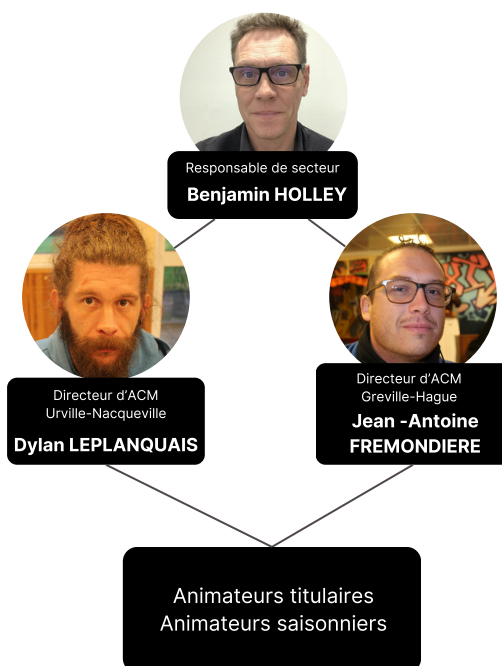 Responsable de secteur
Benjamin HOLLEY
Directeur d'ACM
Urville-Nacqueville
Dylan LEPLANQUAIS
Directeur d'ACM
Greville-Hague
Jean -Antoine
FREMONDIERE
Animateurs titulaires
Animateurs saisonniers